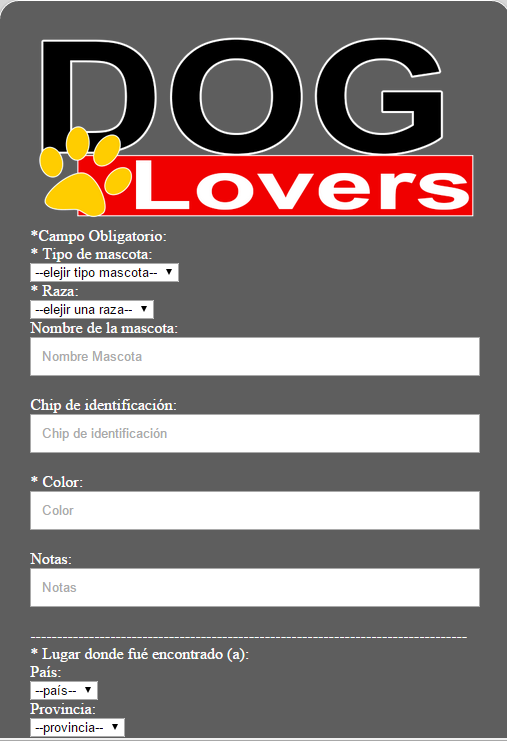 DOG
Lovers
*Campo Obligatorio:
* Tipo de mascota:
--elejir tipo mascota--
* Raza:
--elejir una raza--
Nombre de la mascota:
Nombre Mascota
Chip de identificación:
Chip de identificación
* Color:
Color
Notas:
Notas
--------------------------------------------------------------------------------
* Lugar donde fué encontrado (a):
País:
--país--
Provincia:
--provincia--